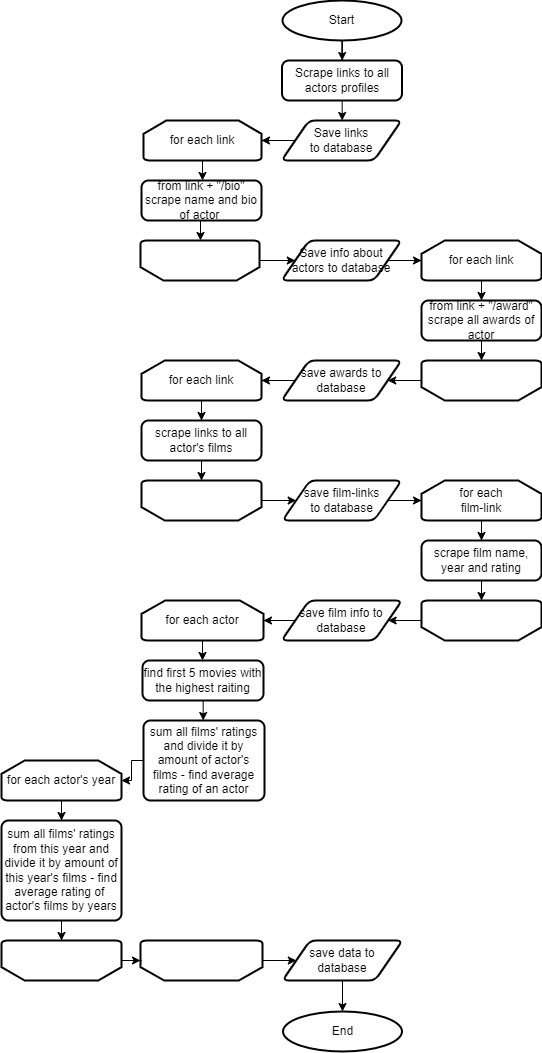 Start
Scrape links to all
actors profiles
Save links
to database
for each link
from link + "/bio"
scrape name and bio
of actor
Save info about
actors to database
for each link
from link + "/award"
scrape all awards of
actor
save awards to
database
for each link
scrape links to all
actor's films
save film-links
to database
for each
film-link
scrape film name,
year and rating
save film info to
database
for each actor
find first 5 movies with
the highest raiting
sum all films' ratings
and divide it by
amount of actor's
films - find average
rating of an actor
for each actor's year
sum all films' ratings
from this year and
divide it by amount of
this year's films - find
average rating of
actor's films by years
save data to
database
End